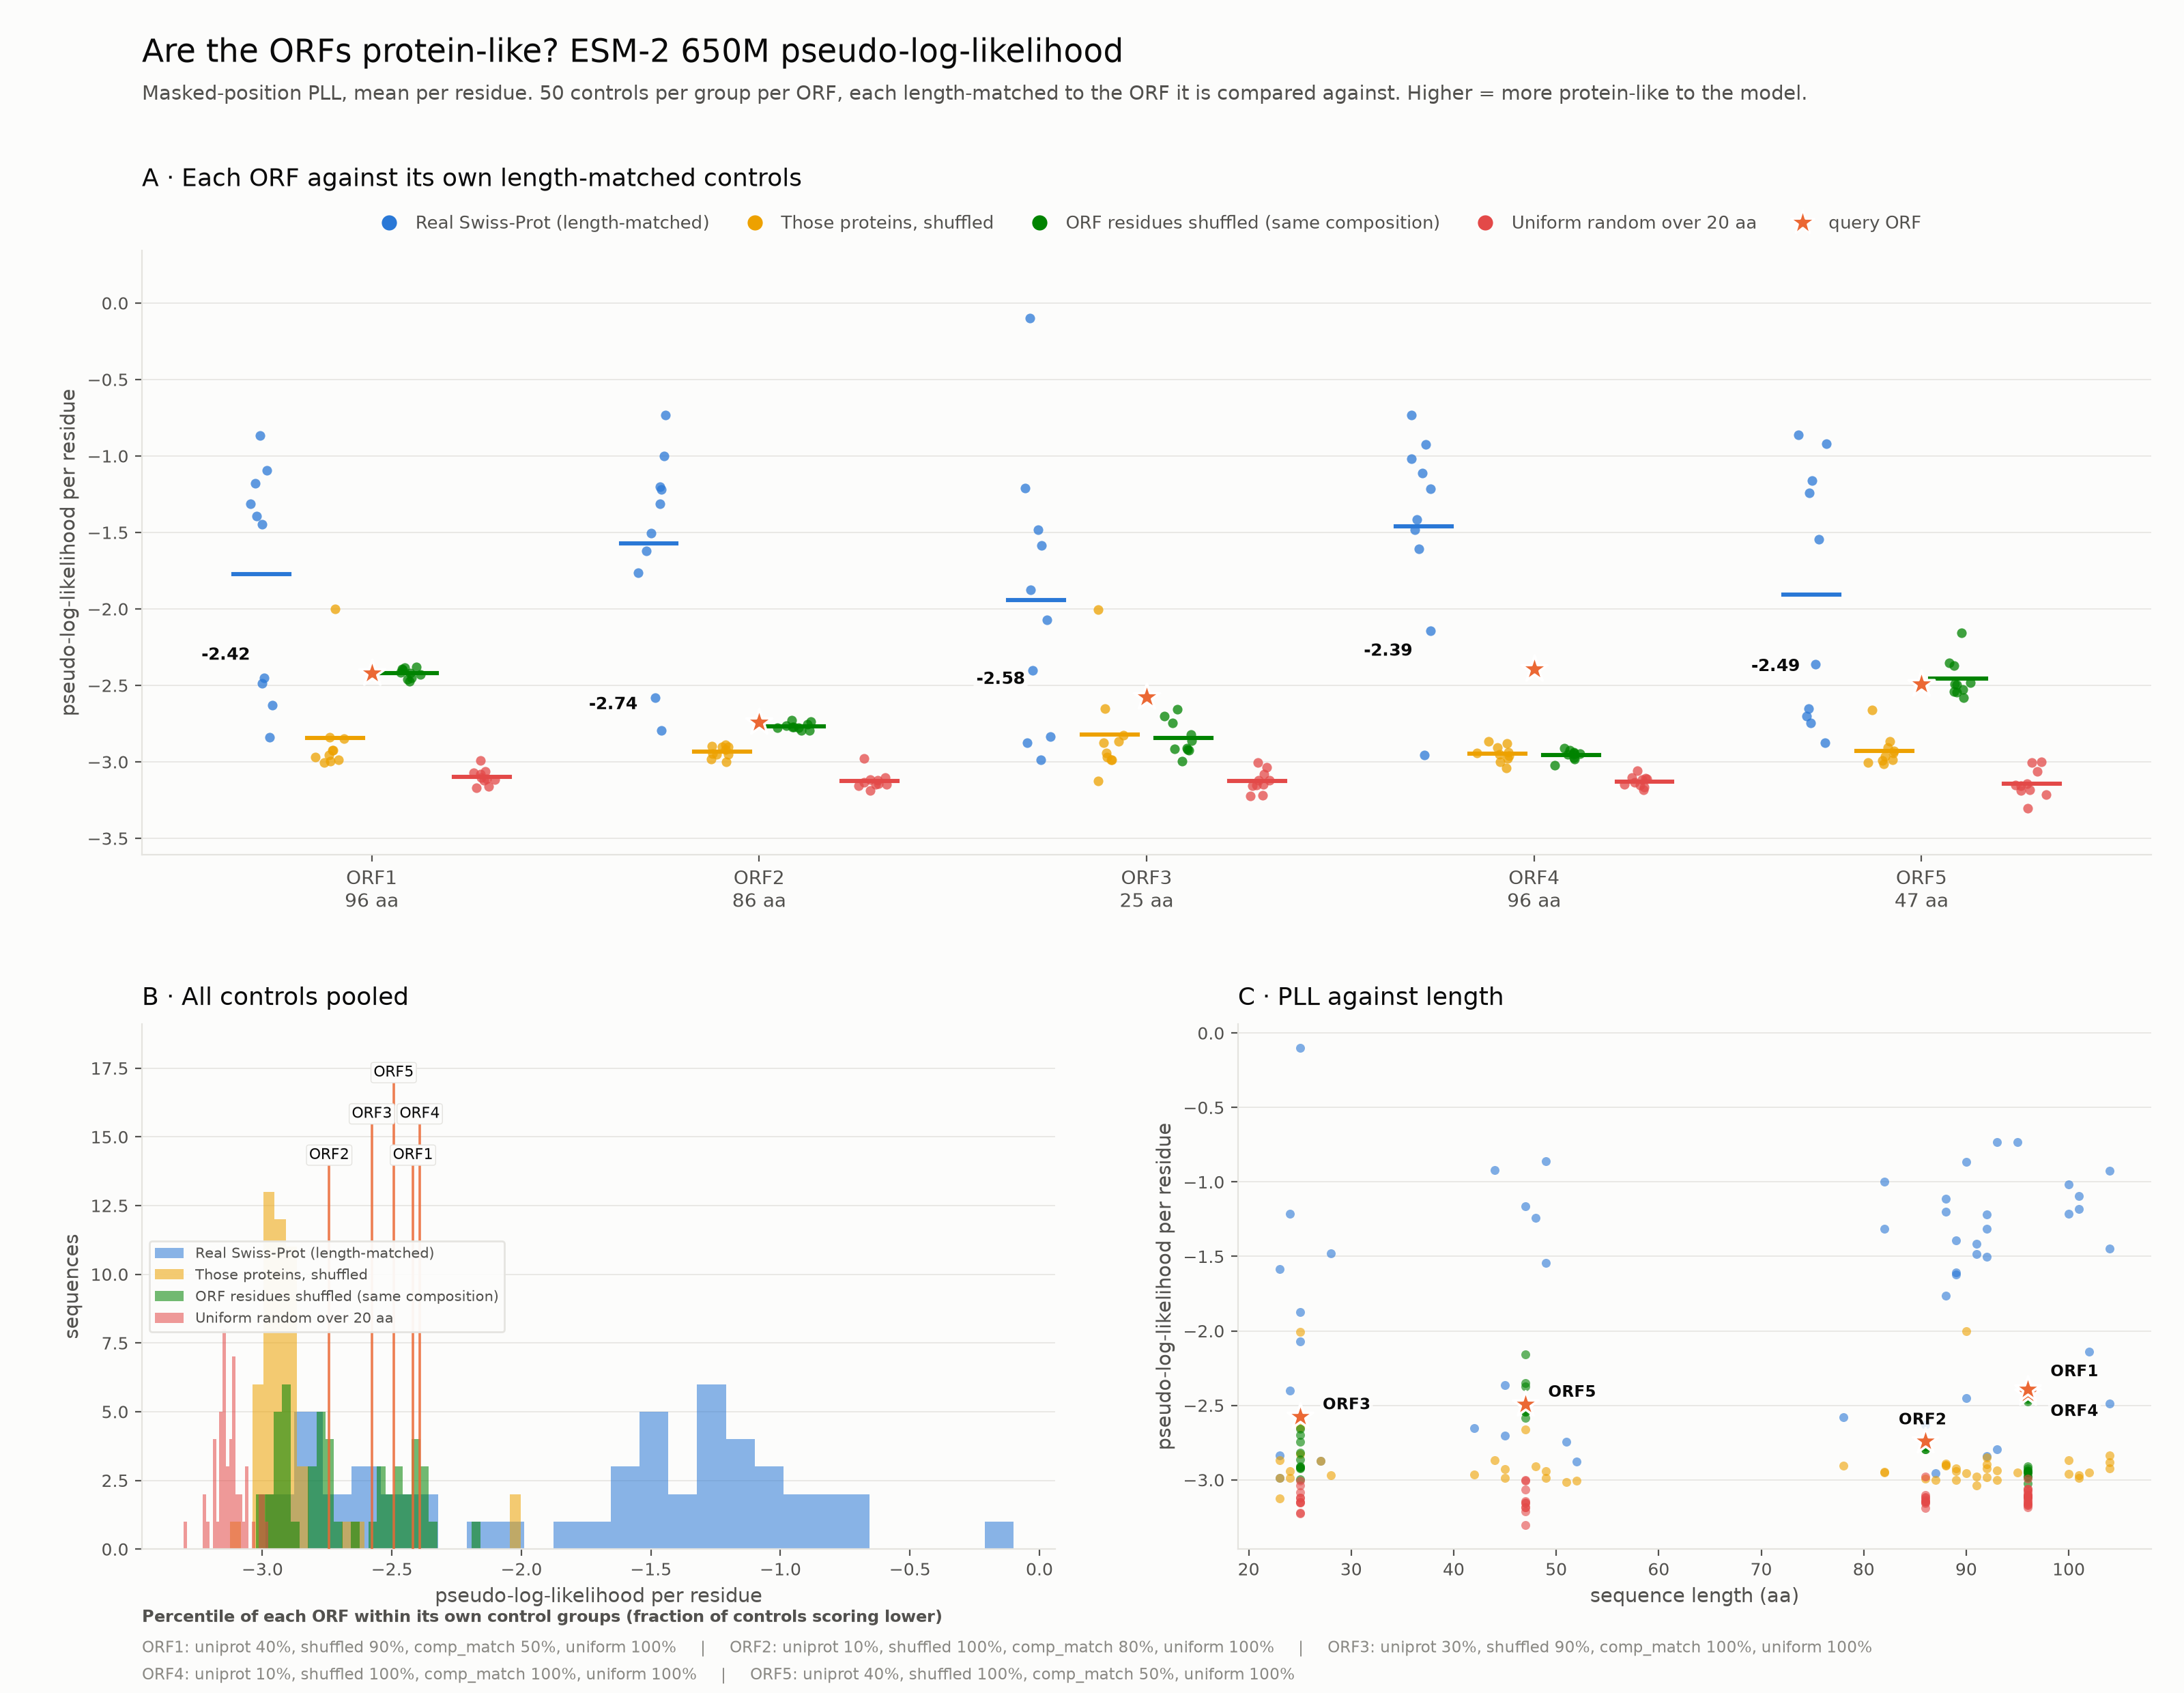 Are the ORFs protein-like? ESM-2 650M pseudo-log-likelihood
Masked-position PLL, mean per residue. 50 controls per group per ORF, each length-matched to the ORF it is compared against. Higher = more protein-like to the model.
A · Each ORF against its own length-matched controls
Real Swiss-Prot (length-matched)
Those proteins, shuffled
ORF residues shuffled (same composition)
Uniform random over 20 aa
query ORF
pseudo-log-likelihood per residue
0.0
−0.5
−1.0
−1.5
−2.0
−2.5
−3.0
−3.5
-2.42
-2.74
-2.58
-2.39
-2.49
ORF1
96 aa
ORF2
86 aa
ORF3
25 aa
ORF4
96 aa
ORF5
47 aa
B · All controls pooled
sequences
17.5
15.0
12.5
10.0
7.5
5.0
2.5
0.0
ORF5
ORF3
ORF4
ORF2
ORF1
Real Swiss-Prot (length-matched)
Those proteins, shuffled
ORF residues shuffled (same composition)
Uniform random over 20 aa
−3.0
−2.5
−2.0
−1.5
−1.0
−0.5
0.0
pseudo-log-likelihood per residue
C · PLL against length
pseudo-log-likelihood per residue
0.0
−0.5
−1.0
−1.5
−2.0
−2.5
−3.0
ORF3
ORF5
ORF2
ORF1
ORF4
20
30
40
50
60
70
80
90
100
sequence length (aa)
Percentile of each ORF within its own control groups (fraction of controls scoring lower)
ORF1: uniprot 40%, shuffled 90%, comp_match 50%, uniform 100% | ORF2: uniprot 10%, shuffled 100%, comp_match 80%, uniform 100% | ORF3: uniprot 30%, shuffled 90%, comp_match 100%, uniform 100%
ORF4: uniprot 10%, shuffled 100%, comp_match 100%, uniform 100% | ORF5: uniprot 40%, shuffled 100%, comp_match 50%, uniform 100%